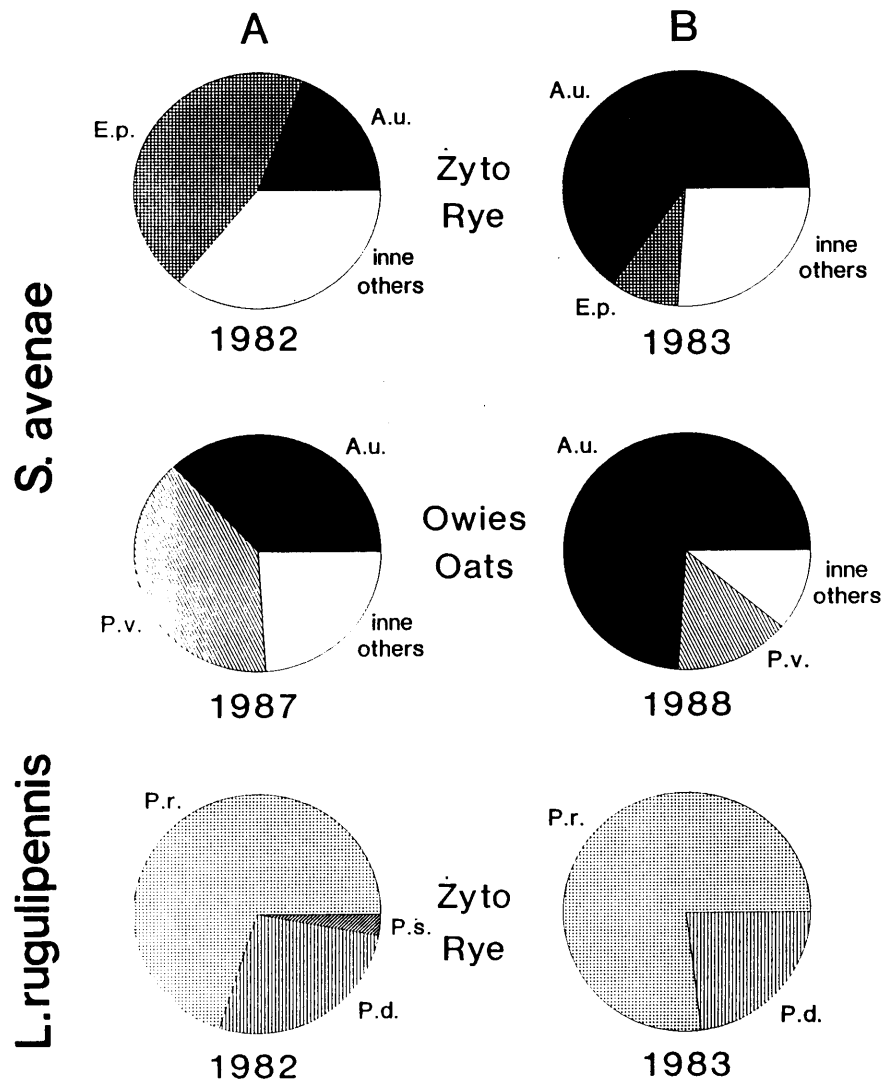 A
B
S. avenae
E.p.
A.u.
inne
others
1982
Żyto
Rye
A.u.
E.p.
inne
others
1983
A.u.
P.v.
inne
others
1987
Owies
Oats
A.u.
inne
others
P.v.
1988
L.rugulipennis
P.r.
P.s.
P.d.
1982
Żyto
Rye
P.r.
P.d.
1983